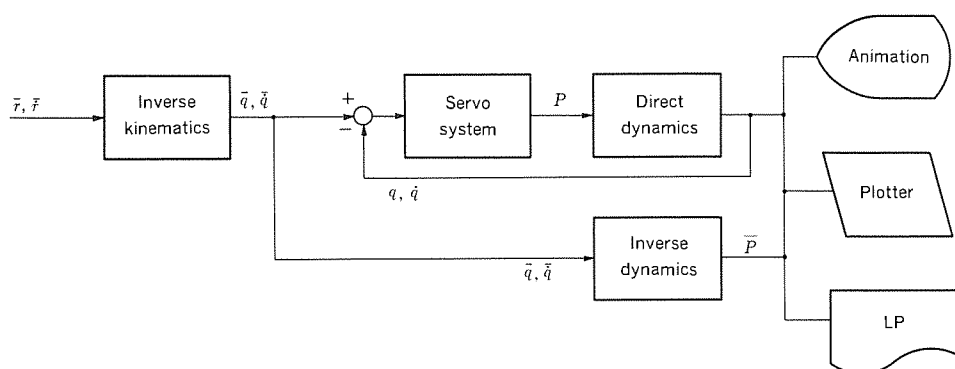 r̄, r̄̇
Inverse
kinematics
q̄, q̄̇
+
−
Servo
system
P
Direct
dynamics
q, q̇
q̄, q̄̇
Inverse
dynamics
P̄
Animation
Plotter
LP